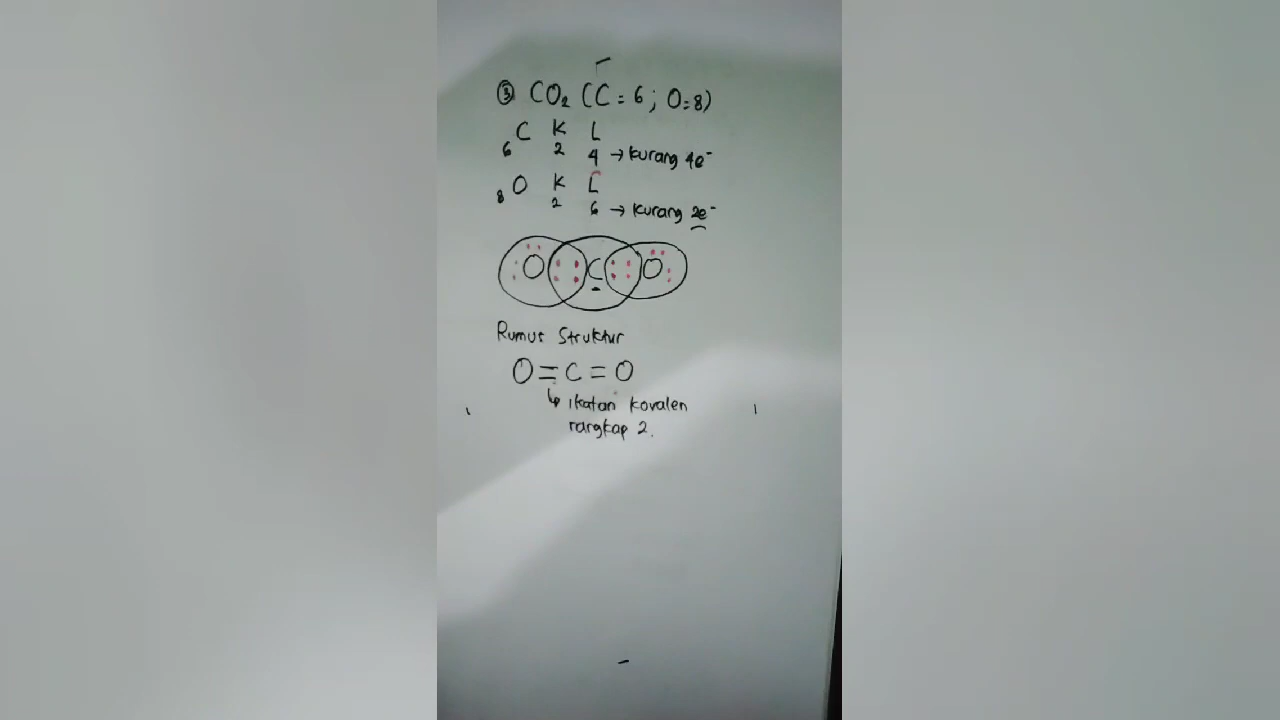 ③ CO₂ (C = 6 ; O = 8)
₆C K L
2 4 → kurang 4e⁻
₈O K L
2 6 → kurang 2e⁻
O C O
Rumus Struktur
O = C = O
↳ ikatan kovalen
rangkap 2.